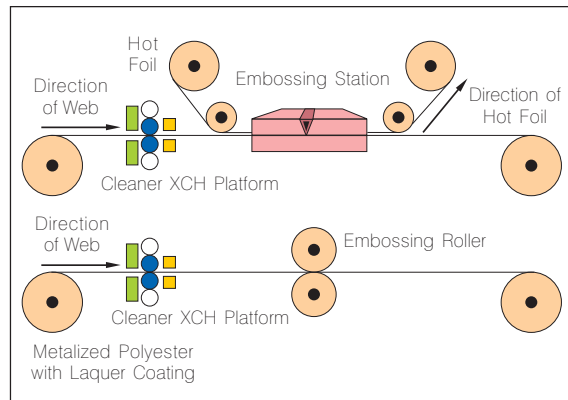 Hot
Foil
Embossing Station
Direction
of Web
Direction of
Hot Foil
Cleaner XCH Platform
Direction
of Web
Embossing Roller
Cleaner XCH Platform
Metalized Polyester
with Laquer Coating